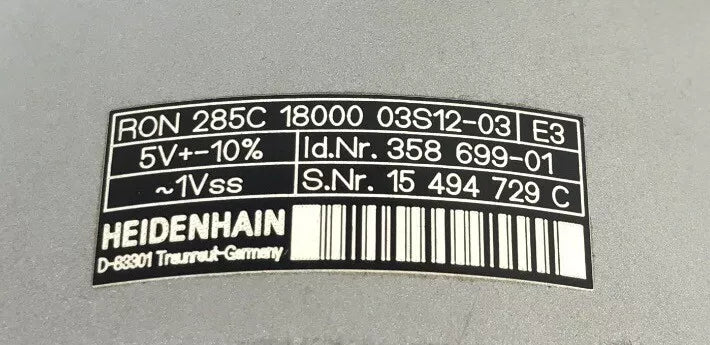 RON 285C 18000 03S12-03 E3
5V+-10% Id.Nr. 358 699-01
~1Vss S.Nr. 15 494 729 C
HEIDENHAIN
D-83301 Traunreut-Germany